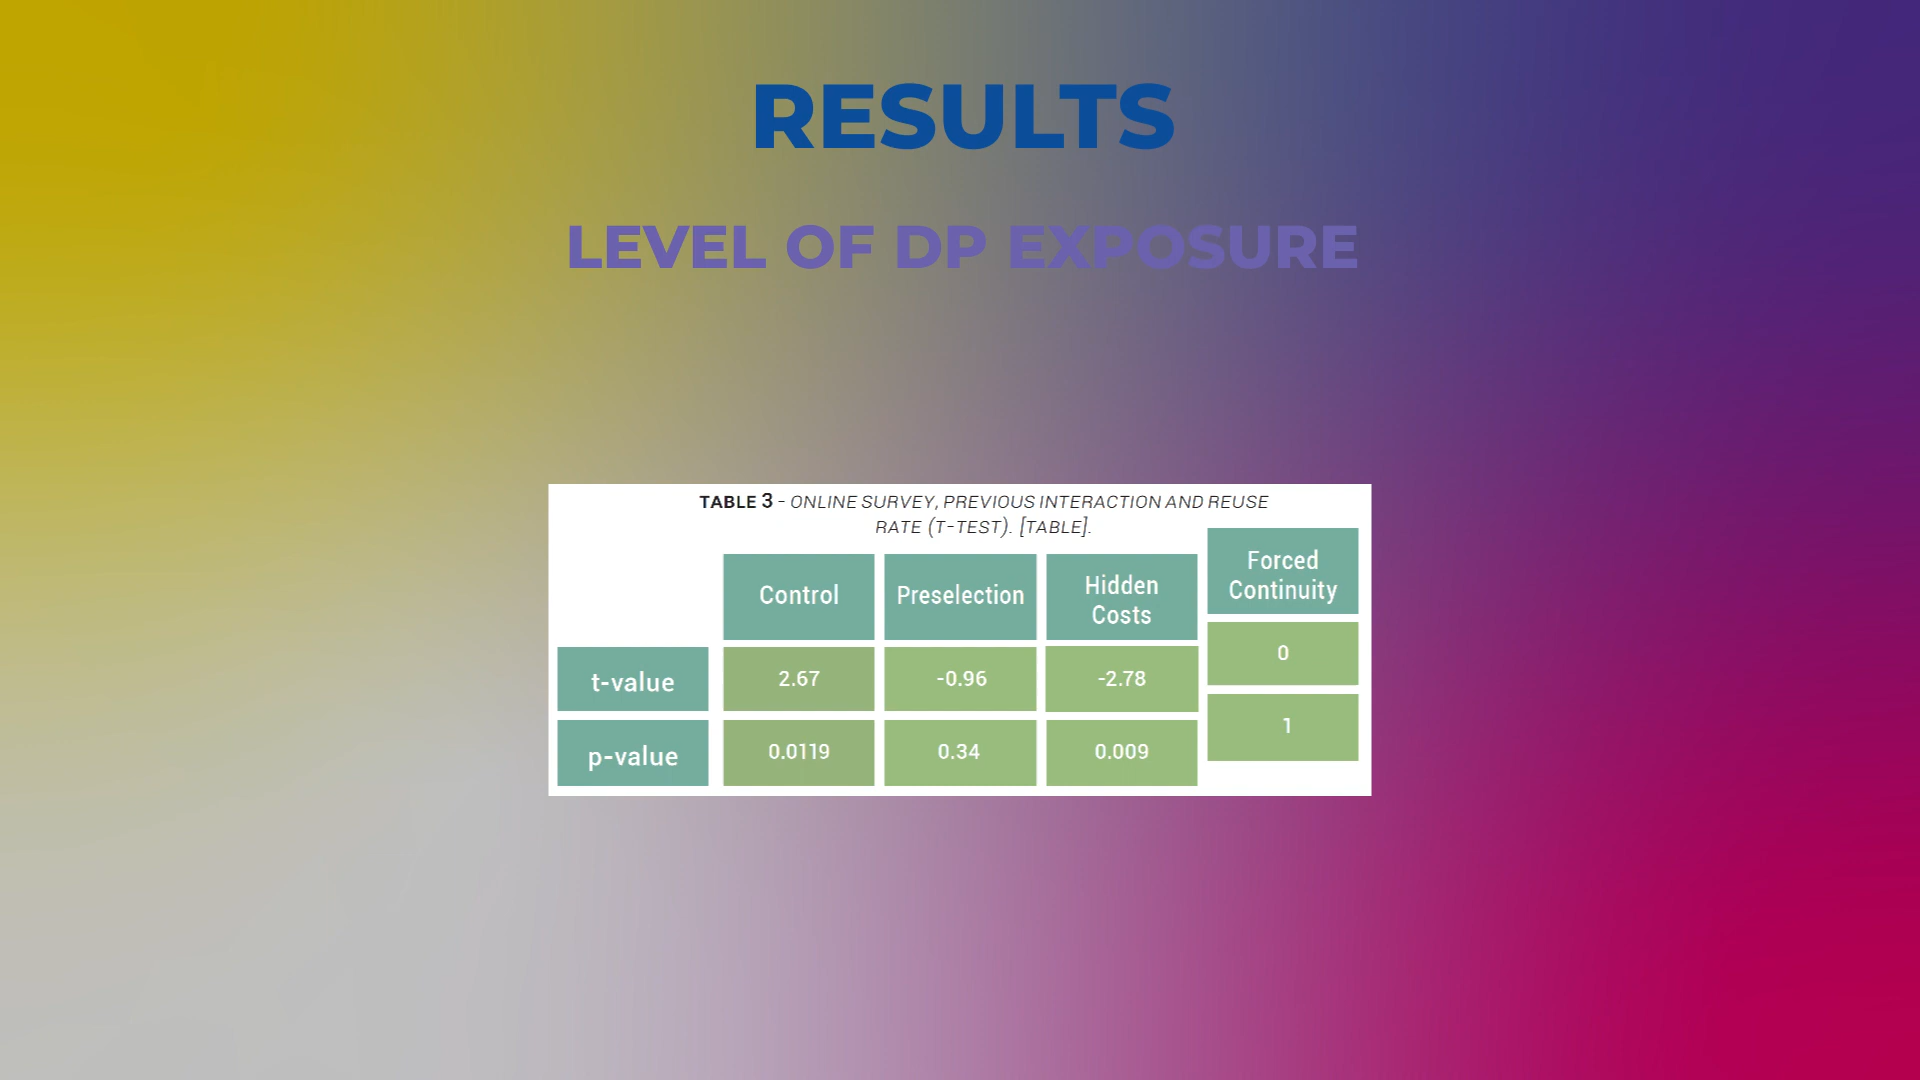 RESULTS
LEVEL OF DP EXPOSURE
TABLE 3 - ONLINE SURVEY, PREVIOUS INTERACTION AND REUSE
RATE (T-TEST). [TABLE].
Control Preselection Hidden Costs Forced Continuity
t-value 2.67 -0.96 -2.78 0
p-value 0.0119 0.34 0.009 1